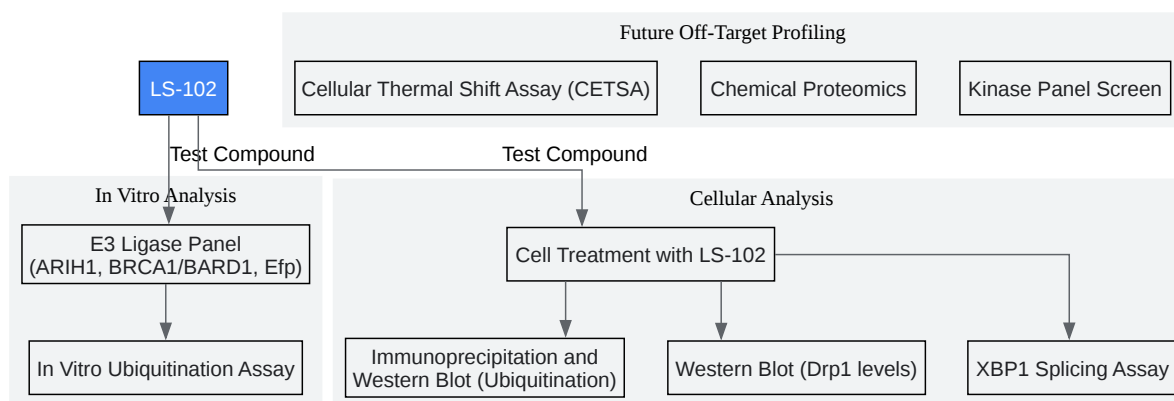 Future Off-Target Profiling
LS-102
Cellular Thermal Shift Assay (CETSA)
Chemical Proteomics
Kinase Panel Screen
Test Compound
Test Compound
In Vitro Analysis
E3 Ligase Panel
(ARIH1, BRCA1/BARD1, Efp)
In Vitro Ubiquitination Assay
Cellular Analysis
Cell Treatment with LS-102
Immunoprecipitation and
Western Blot (Ubiquitination)
Western Blot (Drp1 levels)
XBP1 Splicing Assay